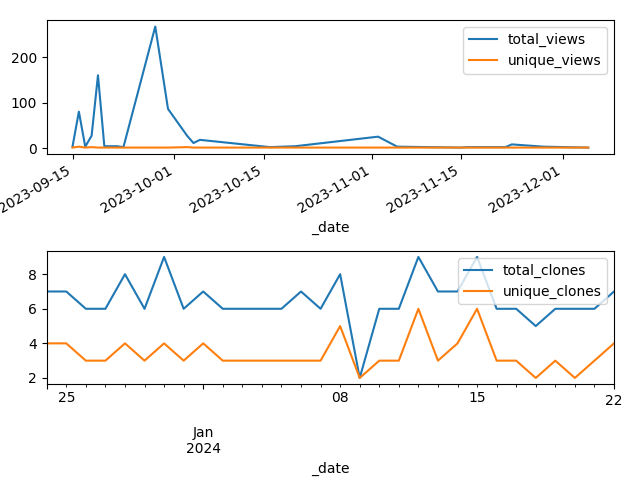 total_views
unique_views
200
100
0
2023-09-15
2023-10-01
2023-10-15
2023-11-01
2023-11-15
2023-12-01
_date
total_clones
unique_clones
8
6
4
2
25
08
15
22
Jan
2024
_date